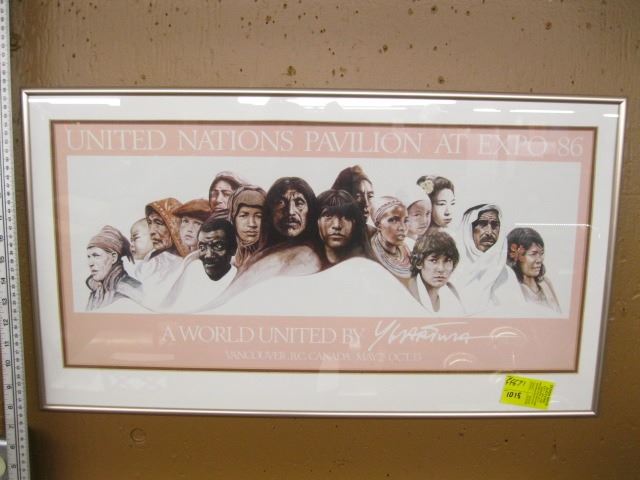 UNITED NATIONS PAVILION AT EXPO 86
A WORLD UNITED BY
VANCOUVER, B.C. CANADA MAY 2 - OCT. 13
1015